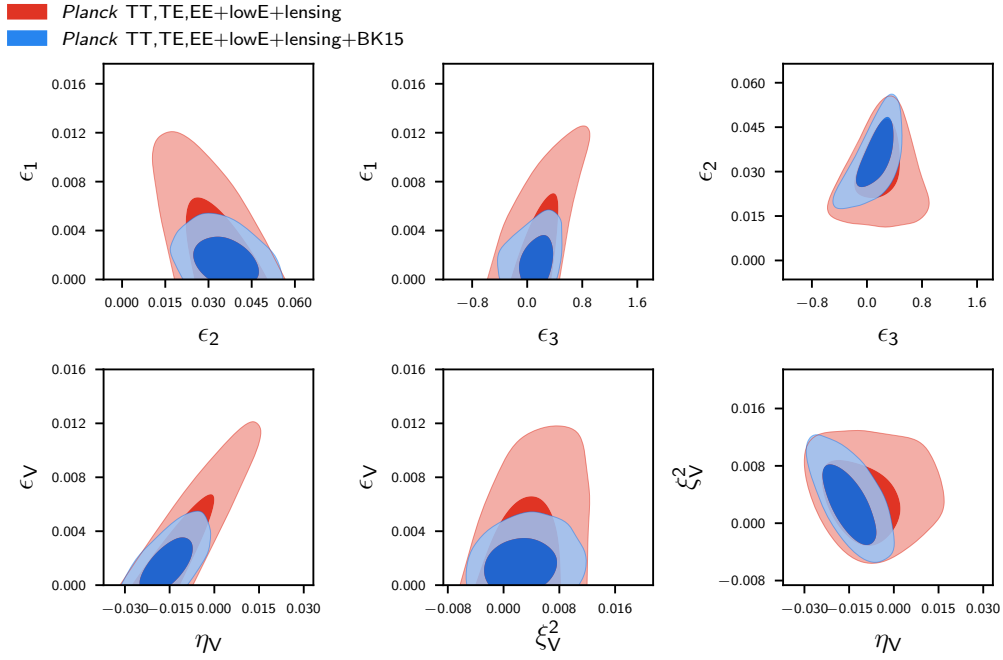 Planck TT,TE,EE+lowE+lensing
Planck TT,TE,EE+lowE+lensing+BK15
0.016
0.012
0.008
0.004
0.000
ϵ1
0.000 0.015 0.030 0.045 0.060
ϵ2
0.016
0.012
0.008
0.004
0.000
ϵ1
−0.8 0.0 0.8 1.6
ϵ3
0.060
0.045
0.030
0.015
0.000
ϵ2
−0.8 0.0 0.8 1.6
ϵ3
0.016
0.012
0.008
0.004
0.000
ϵV
−0.030 −0.015 0.000 0.015 0.030
ηV
0.016
0.012
0.008
0.004
0.000
ϵV
−0.008 0.000 0.008 0.016
ξ²V
0.016
0.008
0.000
−0.008
ξ²V
−0.030 −0.015 0.000 0.015 0.030
ηV